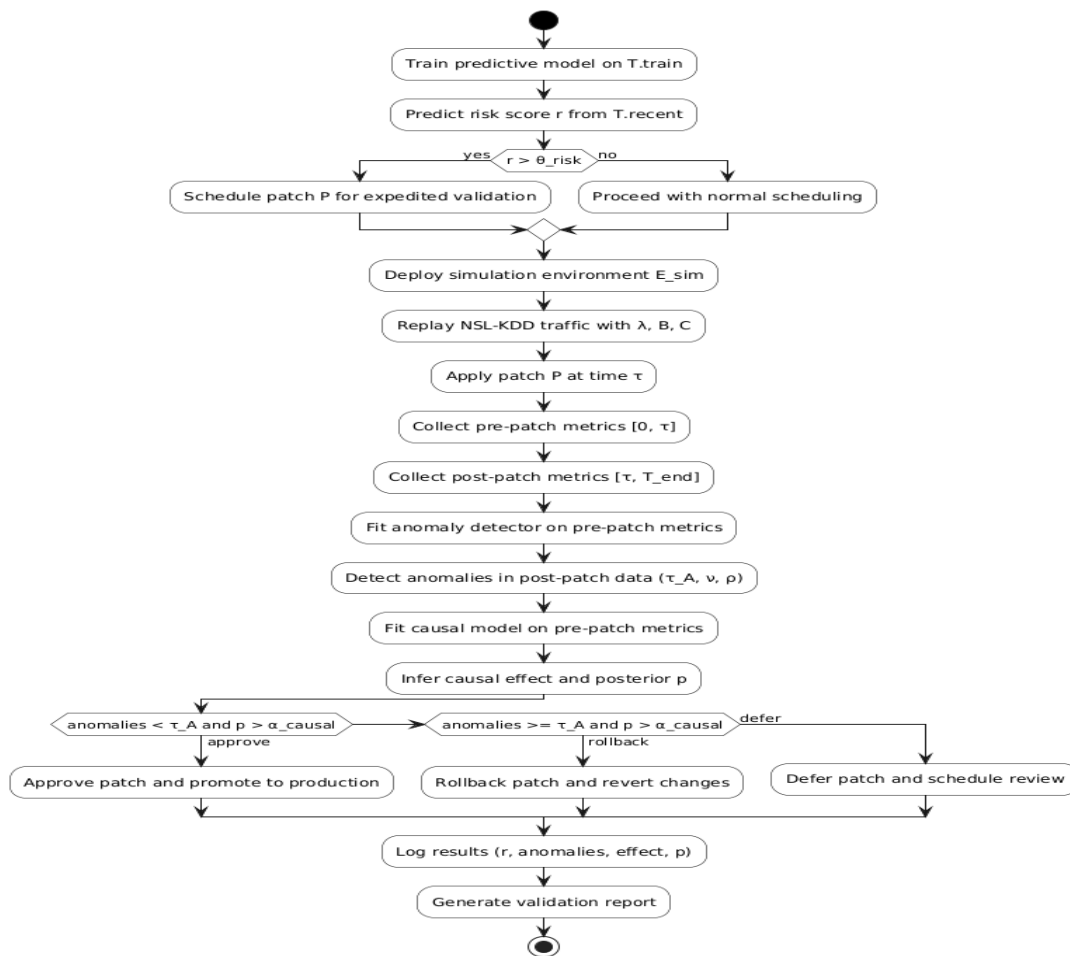 Train predictive model on T.train
Predict risk score r from T.recent
yes
r > θ_risk
no
Schedule patch P for expedited validation
Proceed with normal scheduling
Deploy simulation environment E_sim
Replay NSL-KDD traffic with λ, B, C
Apply patch P at time τ
Collect pre-patch metrics [0, τ]
Collect post-patch metrics [τ, T_end]
Fit anomaly detector on pre-patch metrics
Detect anomalies in post-patch data (τ_A, ν, ρ)
Fit causal model on pre-patch metrics
Infer causal effect and posterior p
anomalies < τ_A and p > α_causal
anomalies >= τ_A and p > α_causal
defer
approve
rollback
Approve patch and promote to production
Rollback patch and revert changes
Defer patch and schedule review
Log results (r, anomalies, effect, p)
Generate validation report